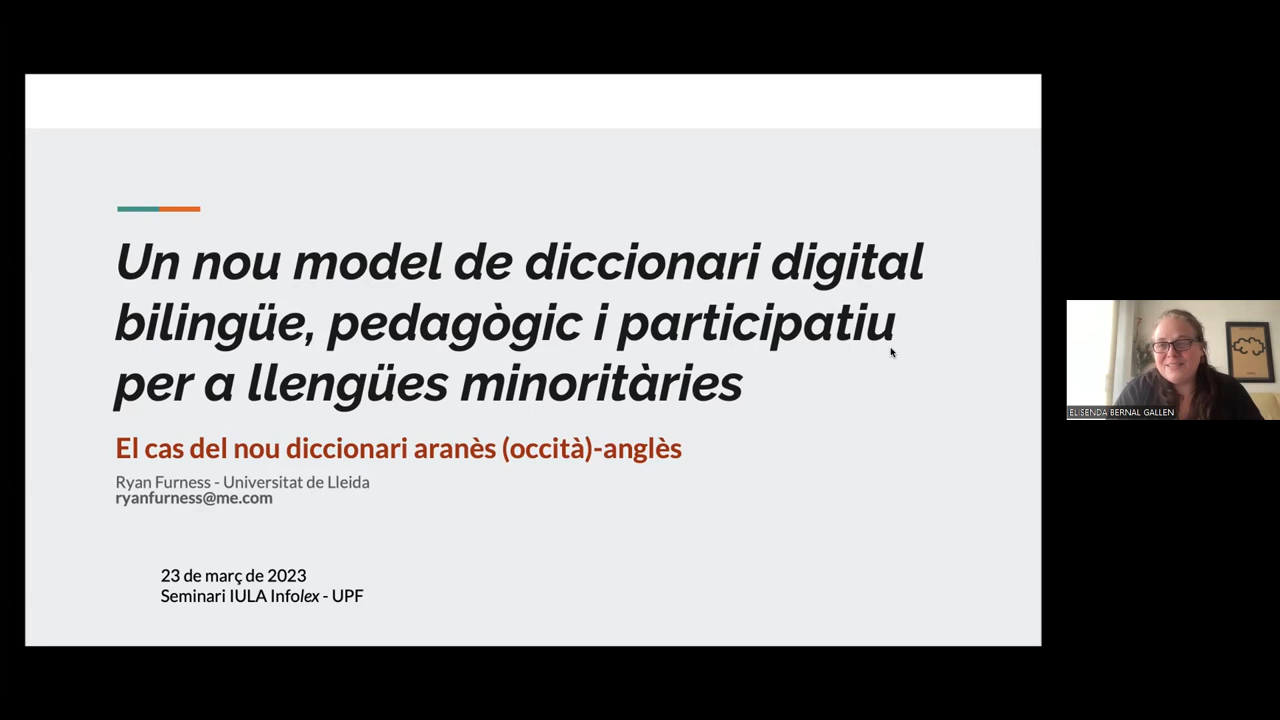 Un nou model de diccionari digital
bilingüe, pedagògic i participatiu
per a llengües minoritàries
El cas del nou diccionari aranès (occità)-anglès
Ryan Furness - Universitat de Lleida
ryanfurness@me.com
23 de març de 2023
Seminari IULA Infolex - UPF
ELISENDA BERNAL GALLEN